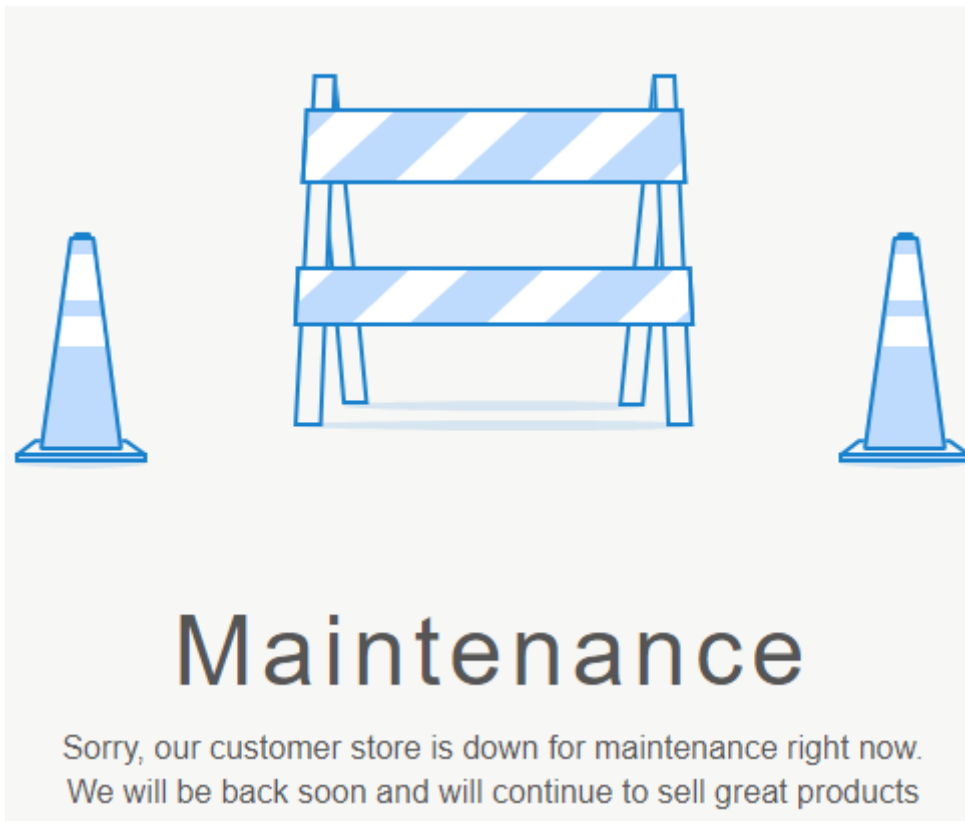 Maintenance
Sorry, our customer store is down for maintenance right now.
We will be back soon and will continue to sell great products